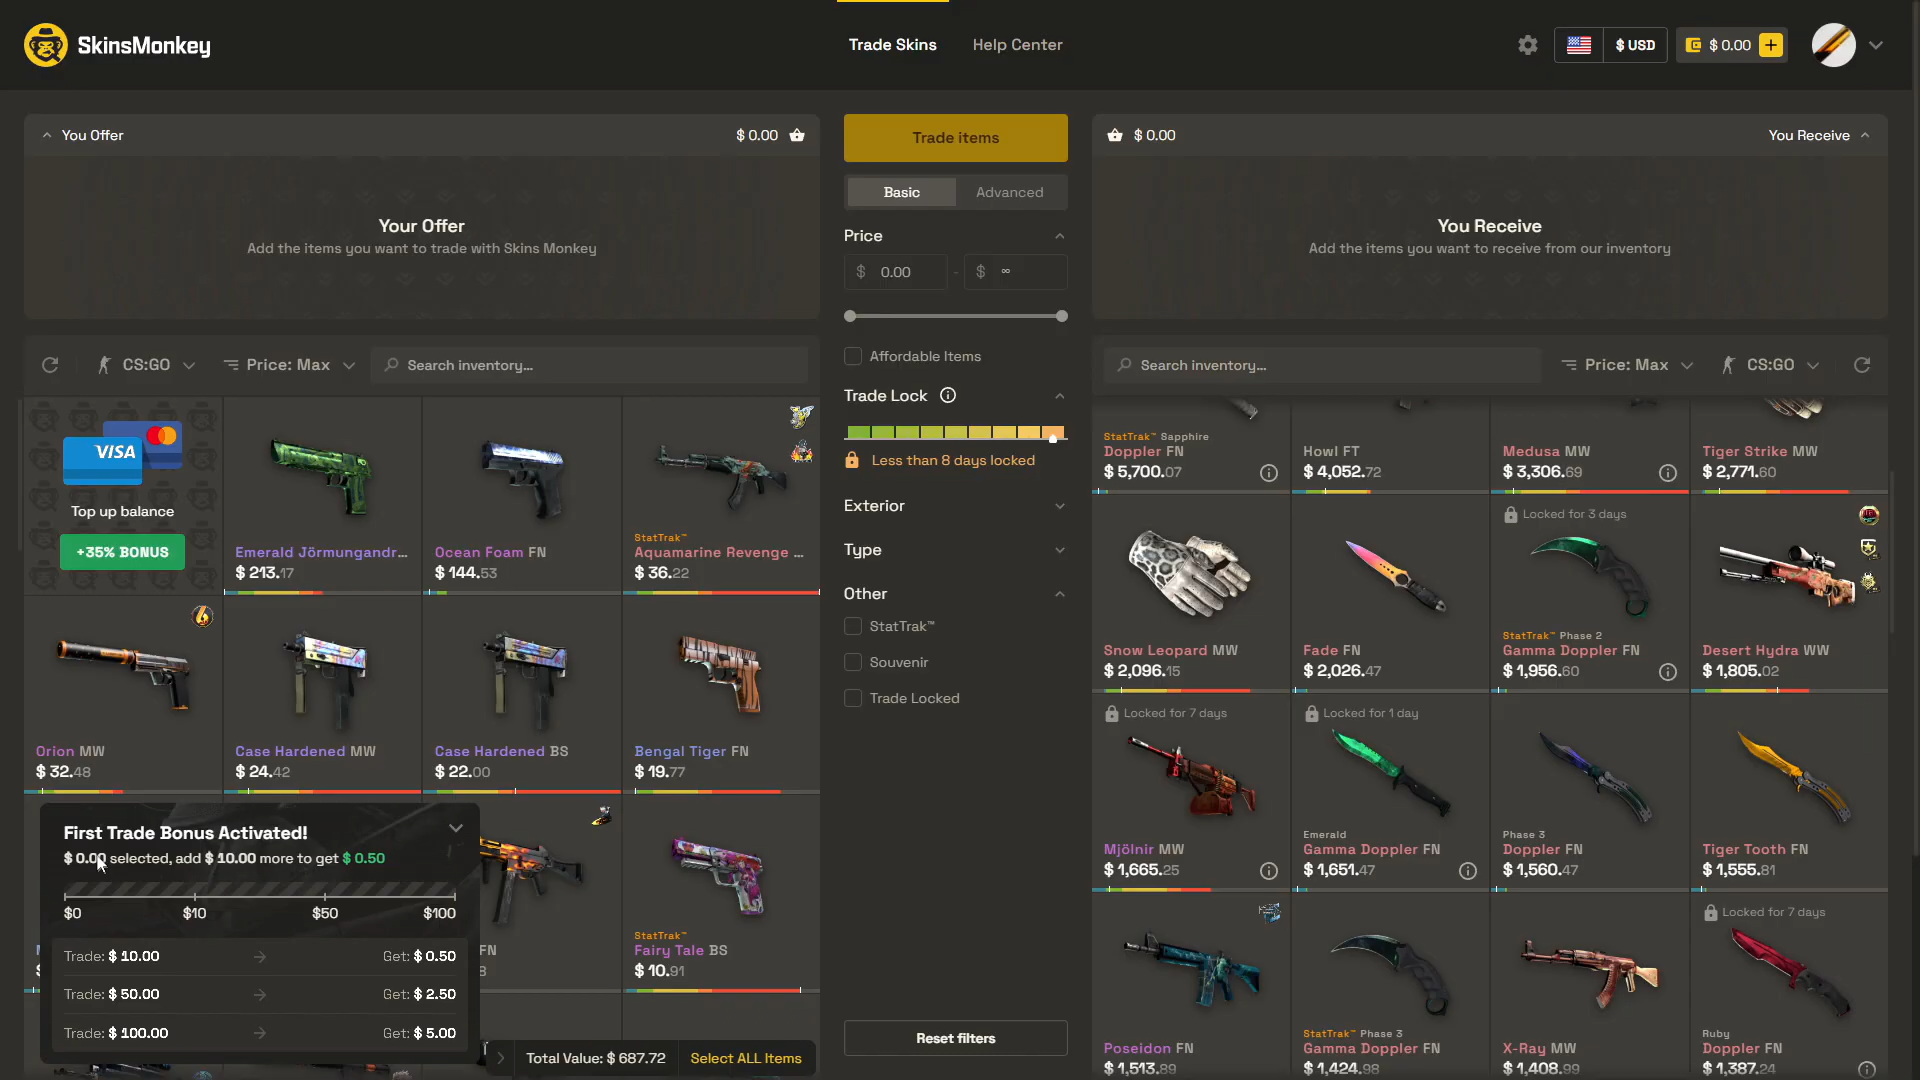 SkinsMonkey
Trade Skins
Help Center
$ USD
$ 0.00
You Offer
$ 0.00
Your Offer
Add the items you want to trade with Skins Monkey
Trade items
Basic
Advanced
Price
$ 0.00 - $ ∞
Affordable Items
Trade Lock
Less than 8 days locked
Exterior
Type
Other
StatTrak™
Souvenir
Trade Locked
Reset filters
$ 0.00
You Receive
You Receive
Add the items you want to receive from our inventory
CS:GO
Price: Max
Search inventory...
VISA
Top up balance
+35% BONUS
Emerald Jörmungandr...
$ 213.17
Ocean Foam FN
$ 144.53
StatTrak™
Aquamarine Revenge ...
$ 36.22
Orion MW
$ 32.48
Case Hardened MW
$ 24.42
Case Hardened BS
$ 22.00
Bengal Tiger FN
$ 19.77
First Trade Bonus Activated!
$ 0.00 selected, add $ 10.00 more to get $ 0.50
$0
$10
$50
$100
Trade: $ 10.00
Get: $ 0.50
Trade: $ 50.00
Get: $ 2.50
Trade: $ 100.00
Get: $ 5.00
FN
StatTrak™
Fairy Tale BS
$ 10.91
Total Value: $ 687.72
Select ALL Items
Search inventory...
Price: Max
CS:GO
StatTrak™ Sapphire
Doppler FN
$ 5,700.07
Howl FT
$ 4,052.72
Medusa MW
$ 3,306.69
Tiger Strike MW
$ 2,771.60
Snow Leopard MW
$ 2,096.15
Fade FN
$ 2,026.47
Locked for 3 days
StatTrak™ Phase 2
Gamma Doppler FN
$ 1,956.60
Desert Hydra WW
$ 1,805.02
Locked for 7 days
Mjölnir MW
$ 1,665.25
Locked for 1 day
Emerald
Gamma Doppler FN
$ 1,651.47
Phase 3
Doppler FN
$ 1,560.47
Tiger Tooth FN
$ 1,555.81
Poseidon FN
$ 1,513.89
StatTrak™ Phase 3
Gamma Doppler FN
$ 1,424.98
X-Ray MW
$ 1,408.99
Locked for 7 days
Ruby
Doppler FN
$ 1,387.24